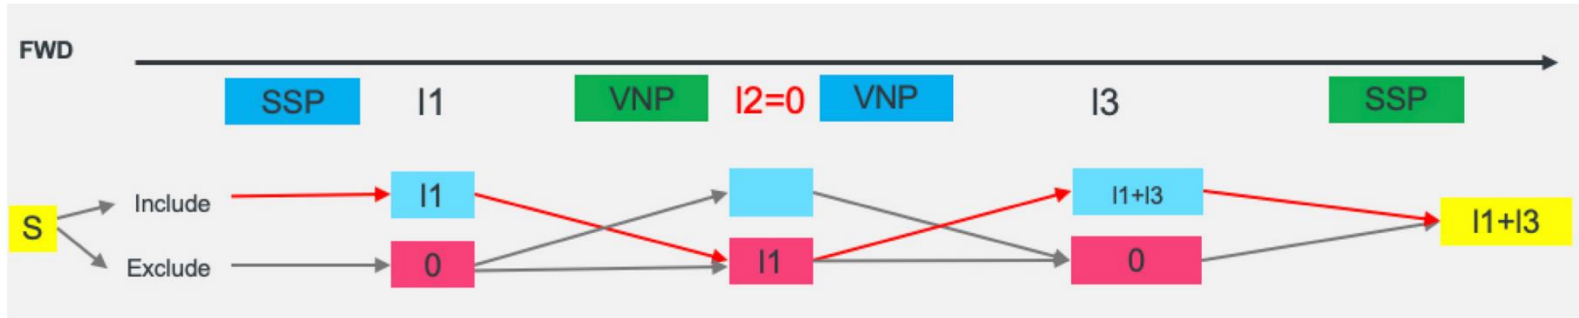 FWD
SSP I1 VNP I2=0 VNP I3 SSP
Include I1 I1+I3
S I1+I3
Exclude 0 I1 0